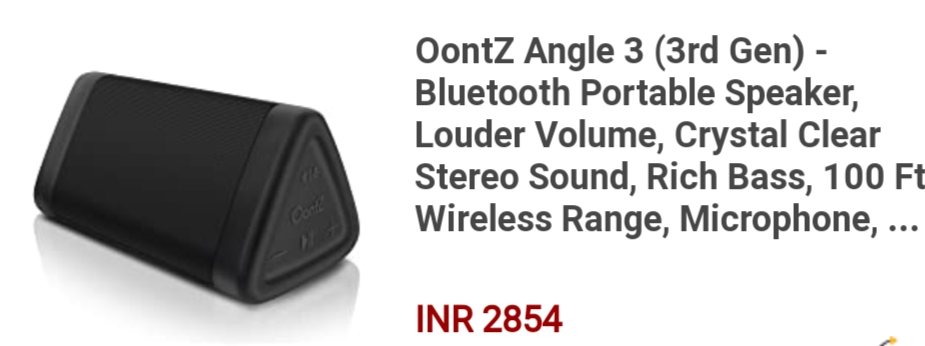 OontZ Angle 3 (3rd Gen) -
Bluetooth Portable Speaker,
Louder Volume, Crystal Clear
Stereo Sound, Rich Bass, 100 Ft
Wireless Range, Microphone, ...
INR 2854
OontZ